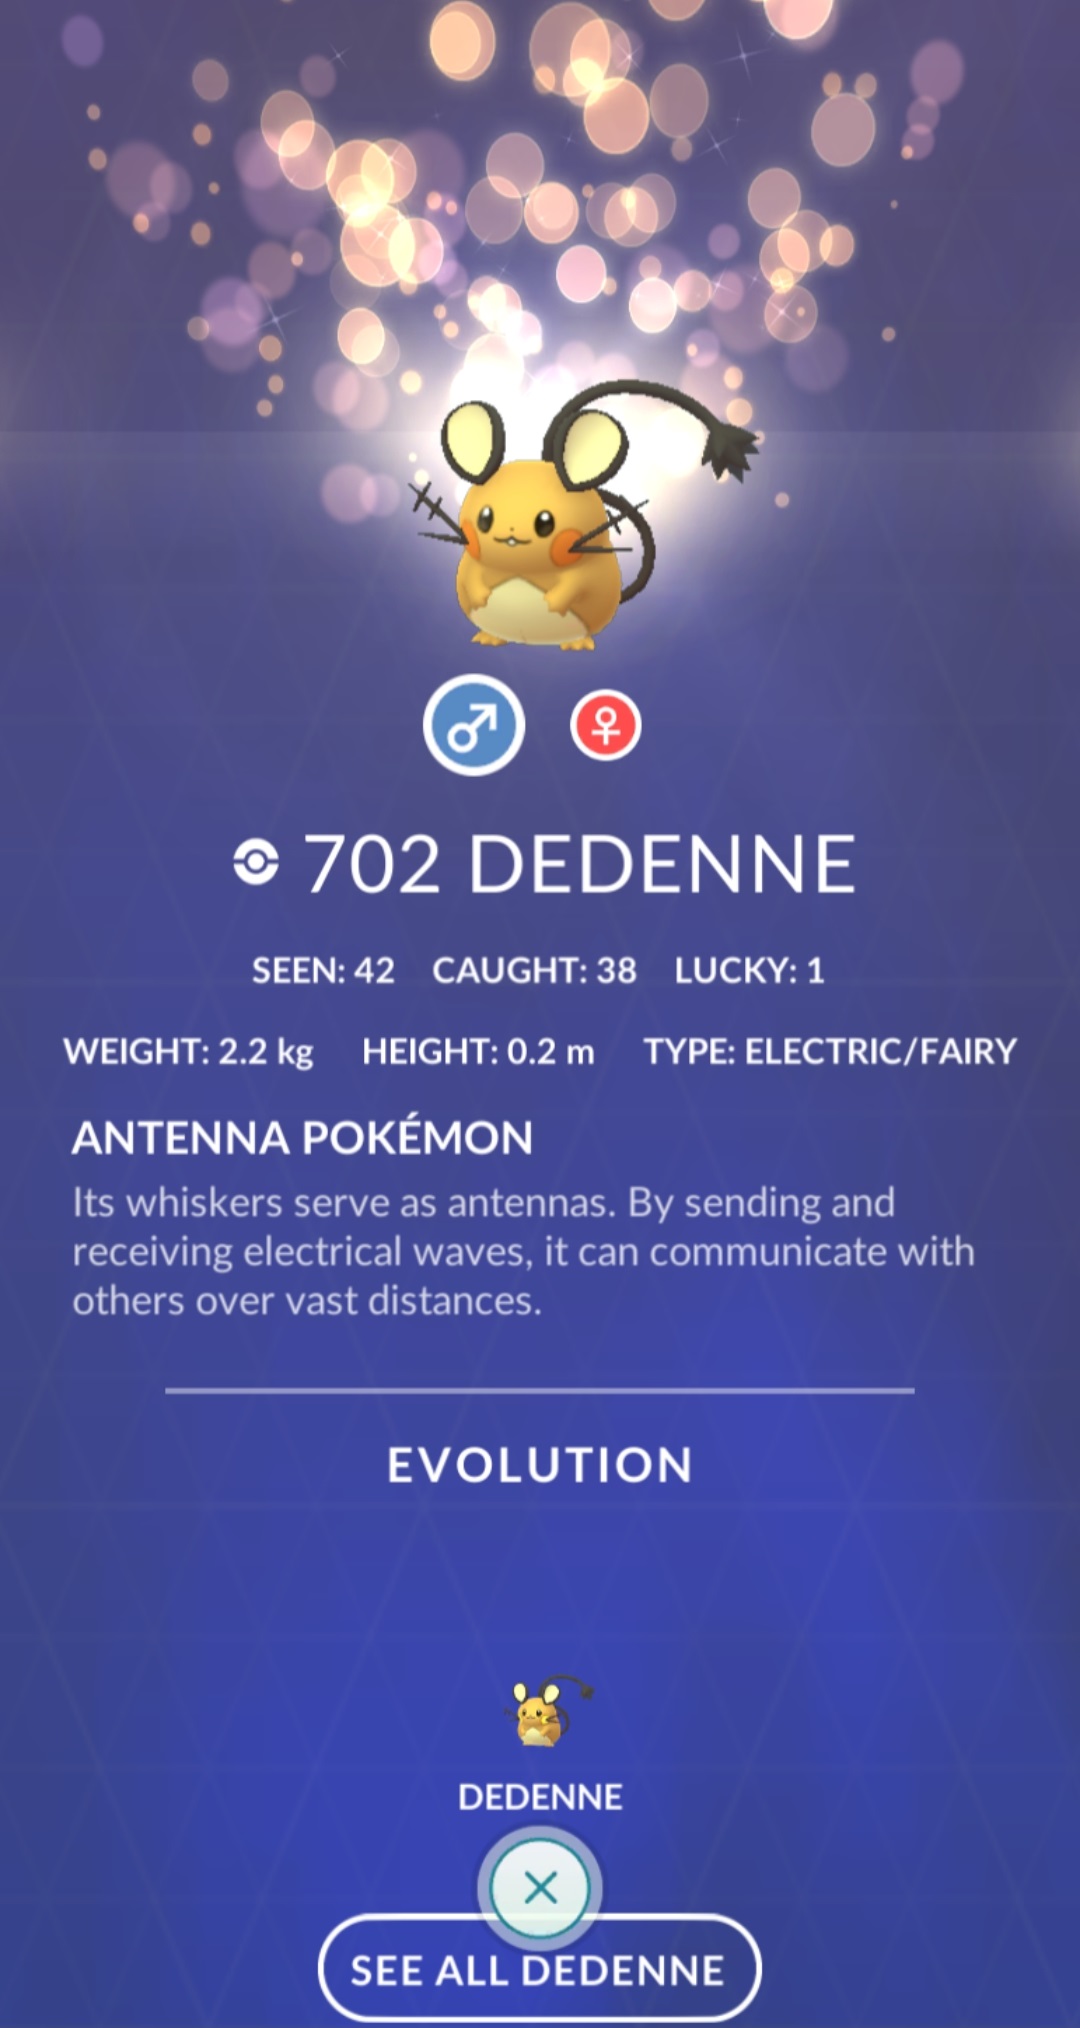 702 DEDENNE
SEEN: 42 CAUGHT: 38 LUCKY: 1
WEIGHT: 2.2 kg HEIGHT: 0.2 m TYPE: ELECTRIC/FAIRY
ANTENNA POKÉMON
Its whiskers serve as antennas. By sending and
receiving electrical waves, it can communicate with
others over vast distances.
EVOLUTION
DEDENNE
SEE ALL DEDENNE